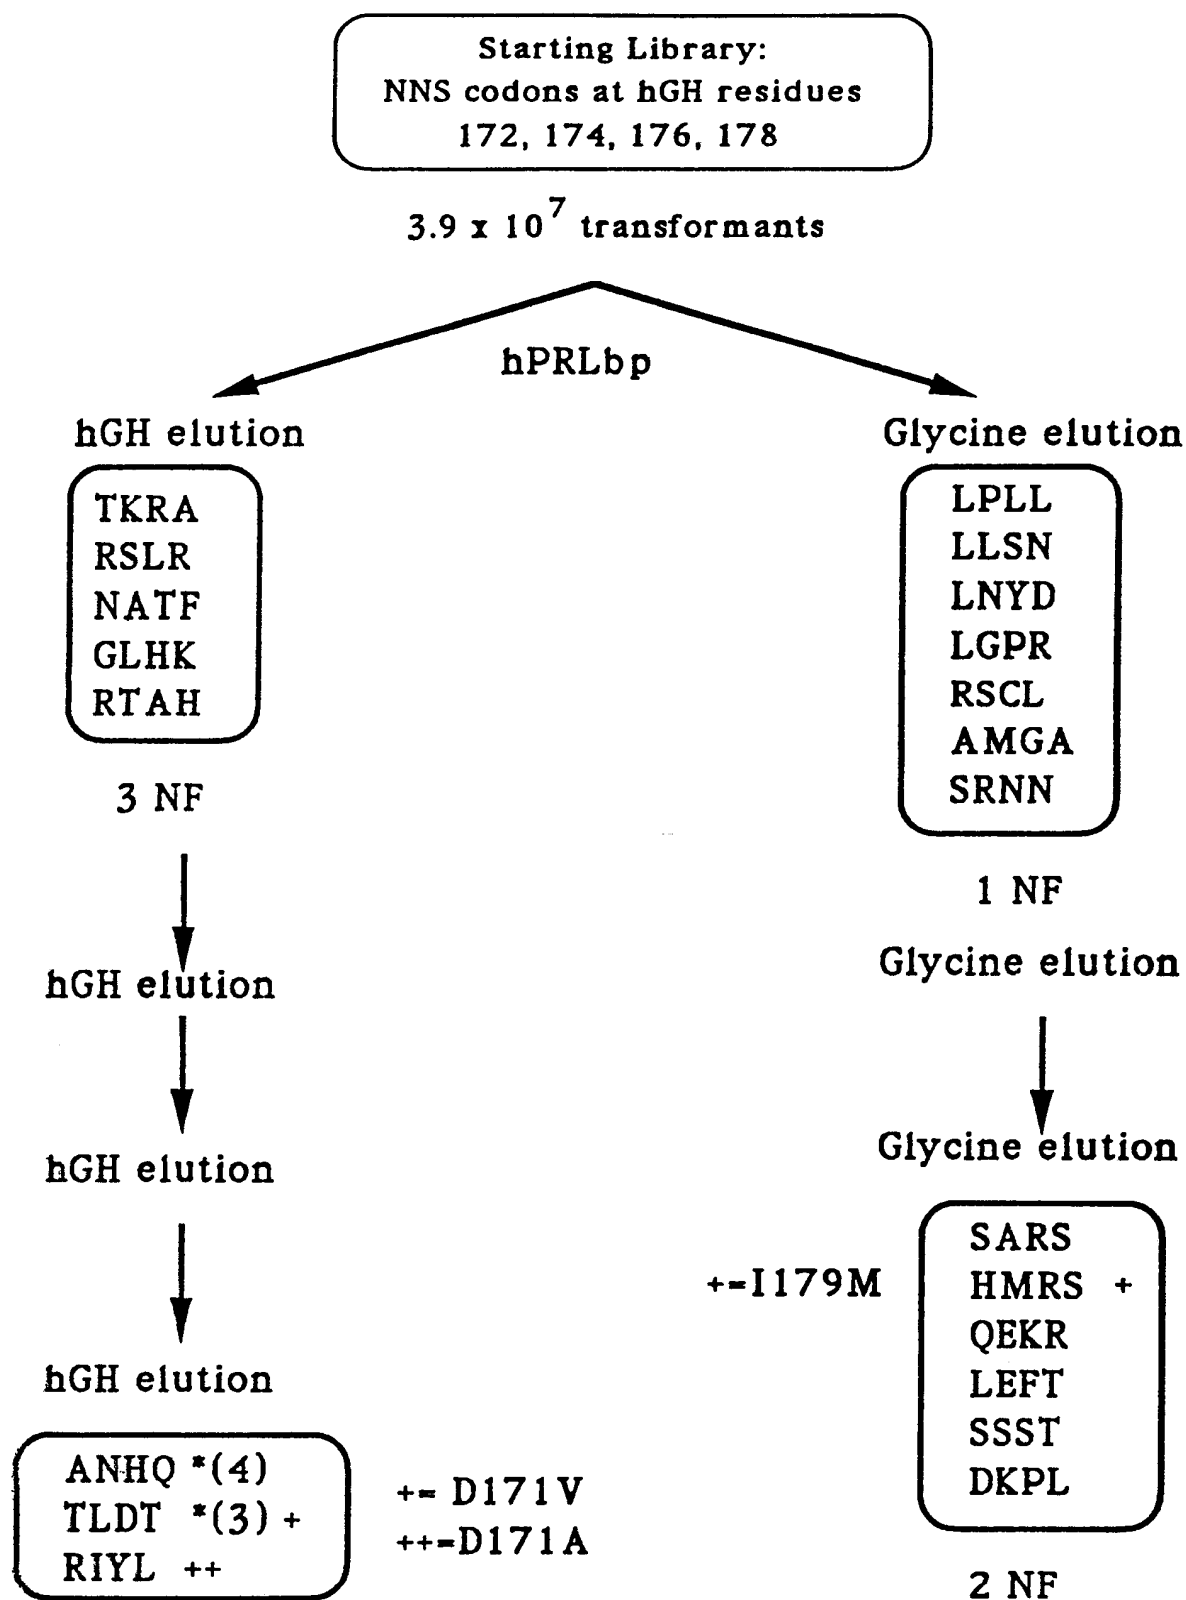 Starting Library:
NNS codons at hGH residues
172, 174, 176, 178
3.9 x 10^7 transformants
hPRLbp
hGH elution
TKRA
RSLR
NATF
GLHK
RTAH
3 NF
hGH elution
hGH elution
hGH elution
ANHQ *(4)
TLDT *(3) +
RIYL ++
+= D171V
++=D171A
Glycine elution
LPLL
LLSN
LNYD
LGPR
RSCL
AMGA
SRNN
1 NF
Glycine elution
Glycine elution
+=I179M
SARS
HMRS +
QEKR
LEFT
SSST
DKPL
2 NF